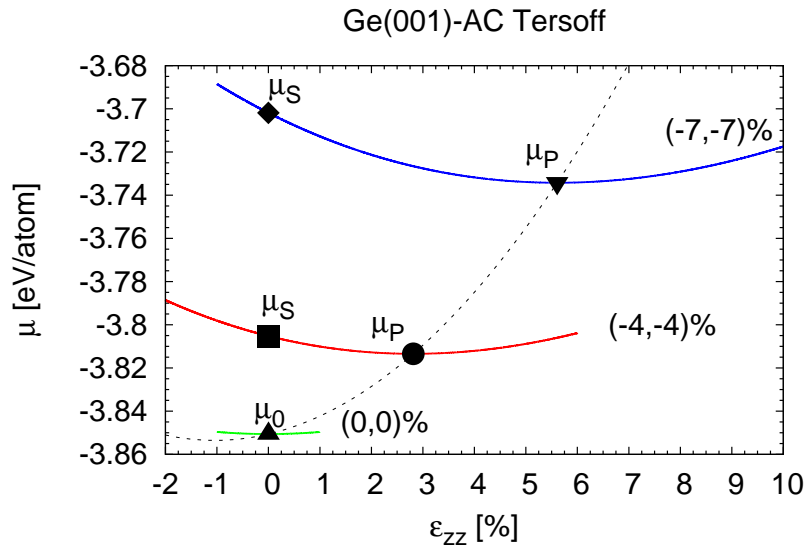 Ge(001)-AC Tersoff
-3.68
-3.7
-3.72
-3.74
-3.76
-3.78
-3.8
-3.82
-3.84
-3.86
μ [eV/atom]
μS
(-7,-7)%
μP
μS
μP
(-4,-4)%
μ0
(0,0)%
-2 -1 0 1 2 3 4 5 6 7 8 9 10
εzz [%]